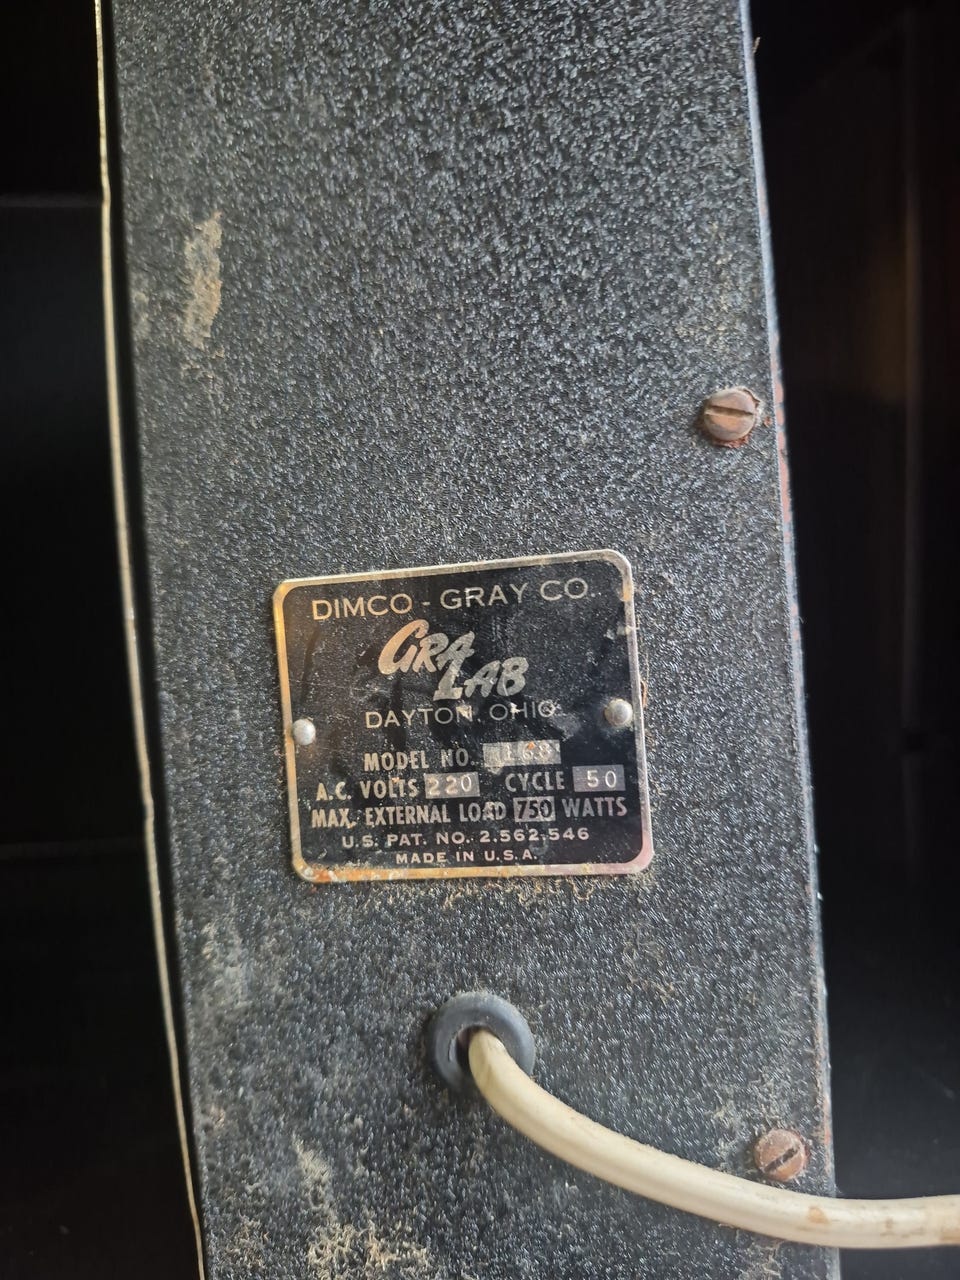 DIMCO - GRAY CO.
GRA
LAB
DAYTON, OHIO
MODEL NO.
A.C. VOLTS 220 CYCLE 50
MAX. EXTERNAL LOAD 750 WATTS
U.S. PAT. NO. 2,562,546
MADE IN U.S.A.